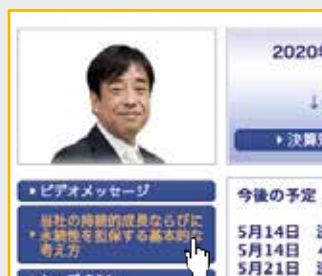 2020年
↓
▶決算
▶ビデオメッセージ
今後の予定
当社の持続的成長ならびに
▶永続性を担保する基本的な
考え方
5月14日
5月14日
5月21日